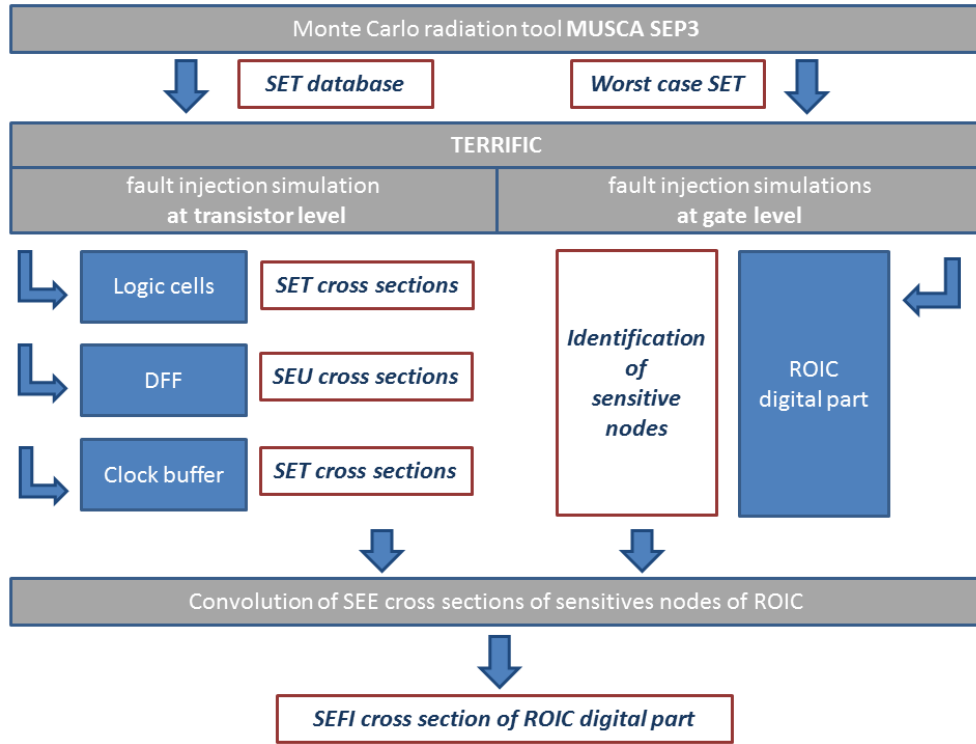 Monte Carlo radiation tool MUSCA SEP3
SET database
Worst case SET
TERRIFIC
fault injection simulation
at transistor level
fault injection simulations
at gate level
Logic cells
SET cross sections
DFF
SEU cross sections
Clock buffer
SET cross sections
Identification
of
sensitive
nodes
ROIC
digital part
Convolution of SEE cross sections of sensitives nodes of ROIC
SEFI cross section of ROIC digital part